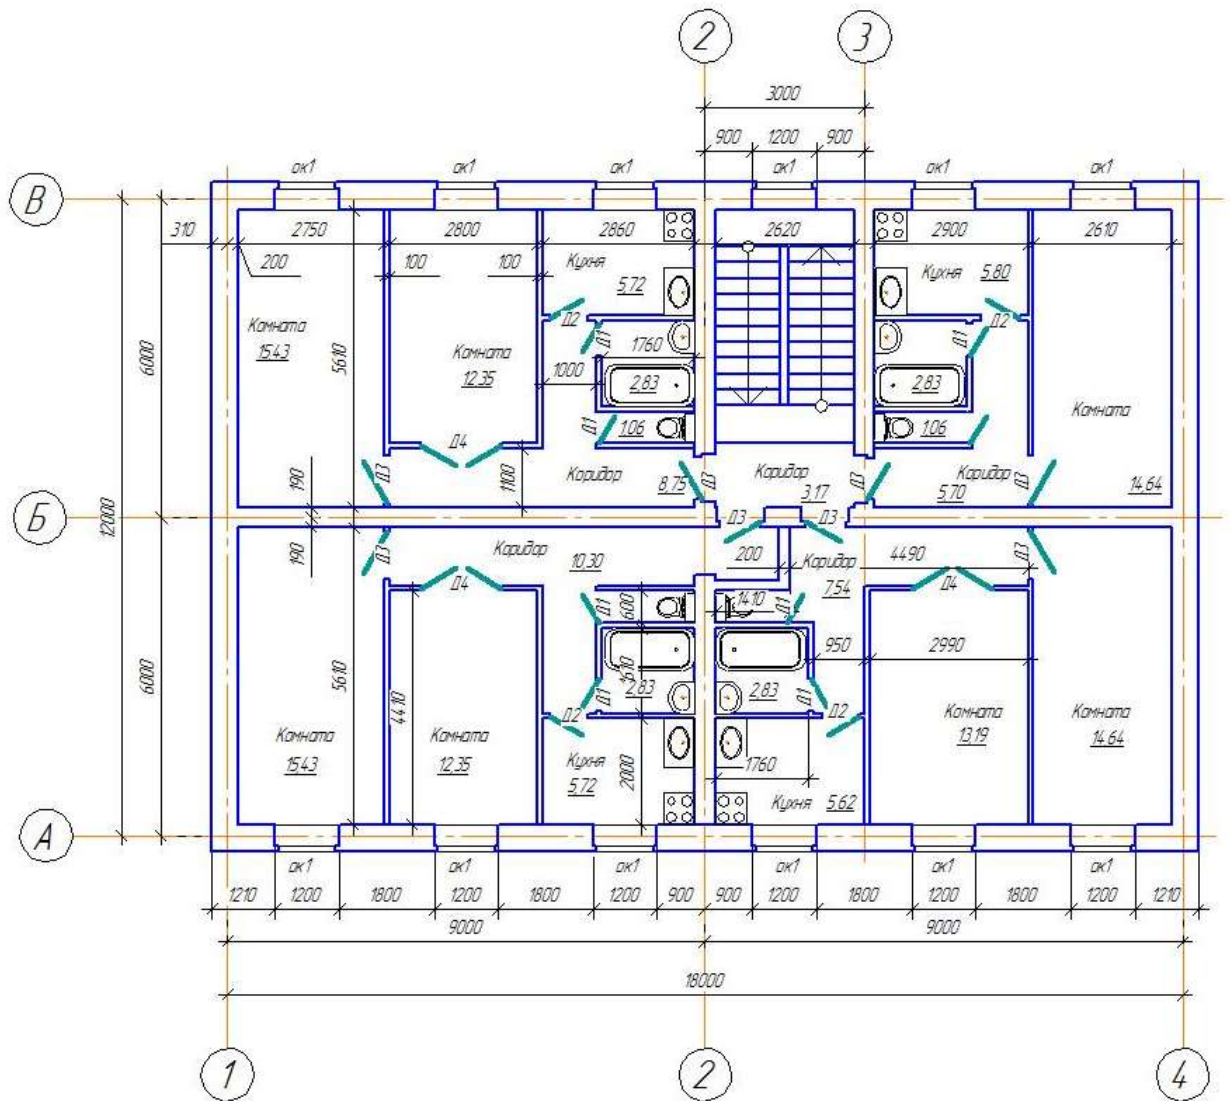 2 3
3000
900 1200 900
ок1 ок1 ок1 ок1 ок1 ок1
В
310 2750 2800 2860 2620 2900 2610
200 100 100
Кухня
5,72
Кухня 5,80
Д2 Д2
Комната
15,43
Комната
12,35
5610
6000
12000
Д1 Д1
1760
1000
2,83 2,83
Комната
14,64
Д1
1,06 1,06
Д4
1100
Д3
Коридор
8,75
Д3
Коридор
3,17
Д3
Коридор
5,70
Д3
190
Б
190
Д3 Д3
Д3
Коридор
10,30
200
Коридор
7,54
4490
Д3
Д4 Д4
Д1 600
1410
Д1
950 2990
6000
5610
4410
1610
2,83 2,83
Д1 Д1
Д2 Д2
Комната
15,43
Комната
12,35
Кухня
5,72
2000
1760
Кухня 5,62
Комната
13,19
Комната
14,64
А
ок1 ок1 ок1 ок1 ок1 ок1
1210 1200 1800 1200 1800 1200 900 900 1200 1800 1200 1800 1200 1210
9000 9000
18000
1 2 4